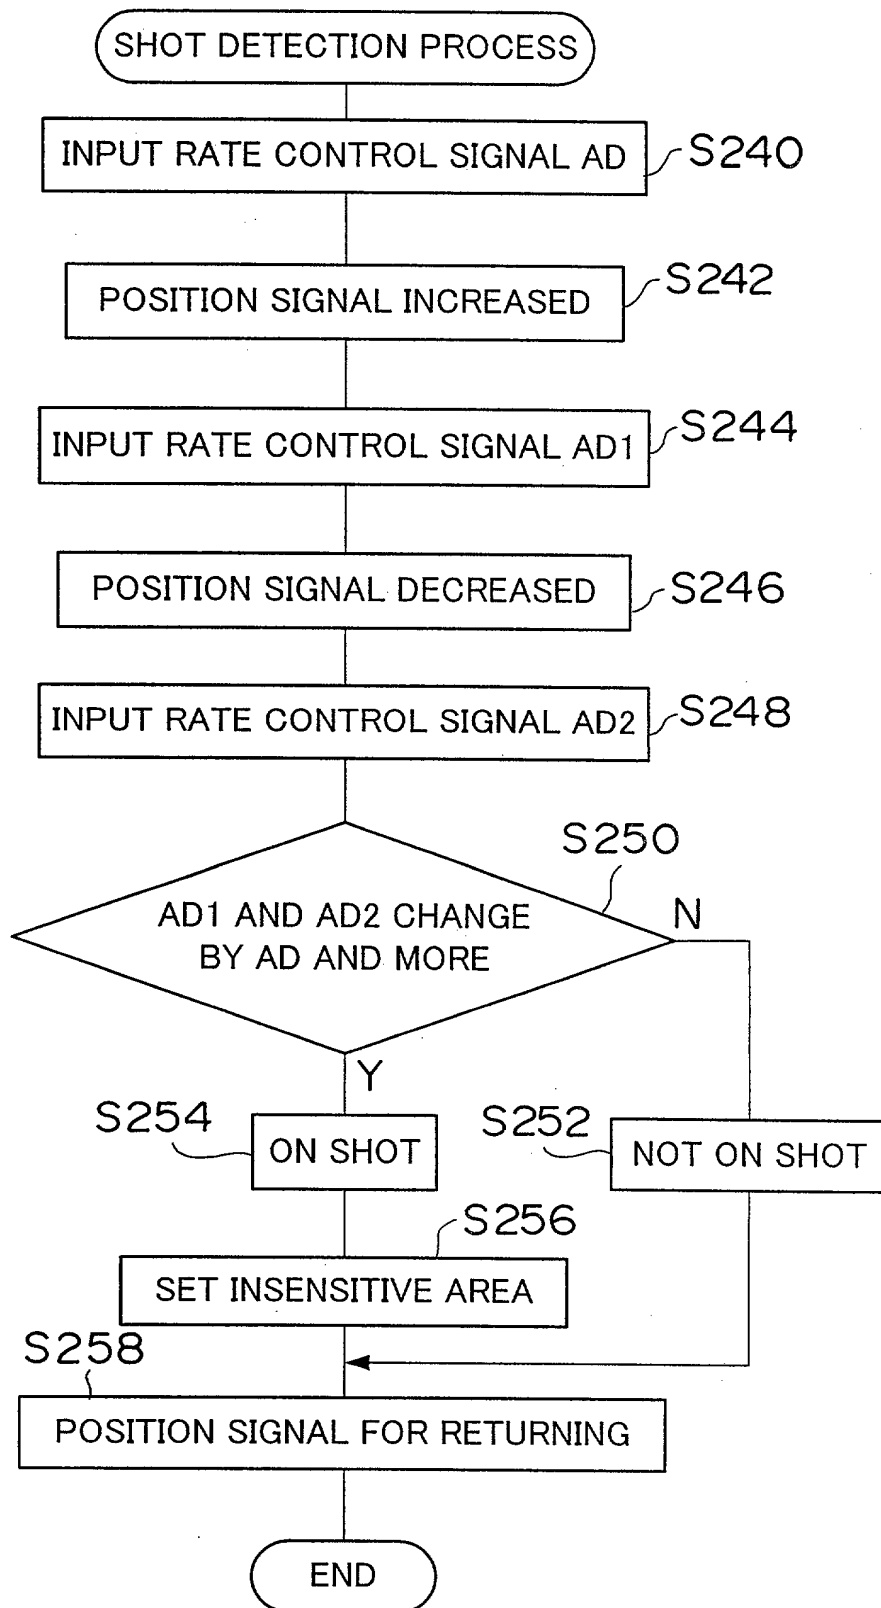 SHOT DETECTION PROCESS
INPUT RATE CONTROL SIGNAL AD
S240
POSITION SIGNAL INCREASED
S242
INPUT RATE CONTROL SIGNAL AD1
S244
POSITION SIGNAL DECREASED
S246
INPUT RATE CONTROL SIGNAL AD2
S248
S250
AD1 AND AD2 CHANGE
BY AD AND MORE
N
Y
S254
ON SHOT
S252
NOT ON SHOT
S256
SET INSENSITIVE AREA
S258
POSITION SIGNAL FOR RETURNING
END